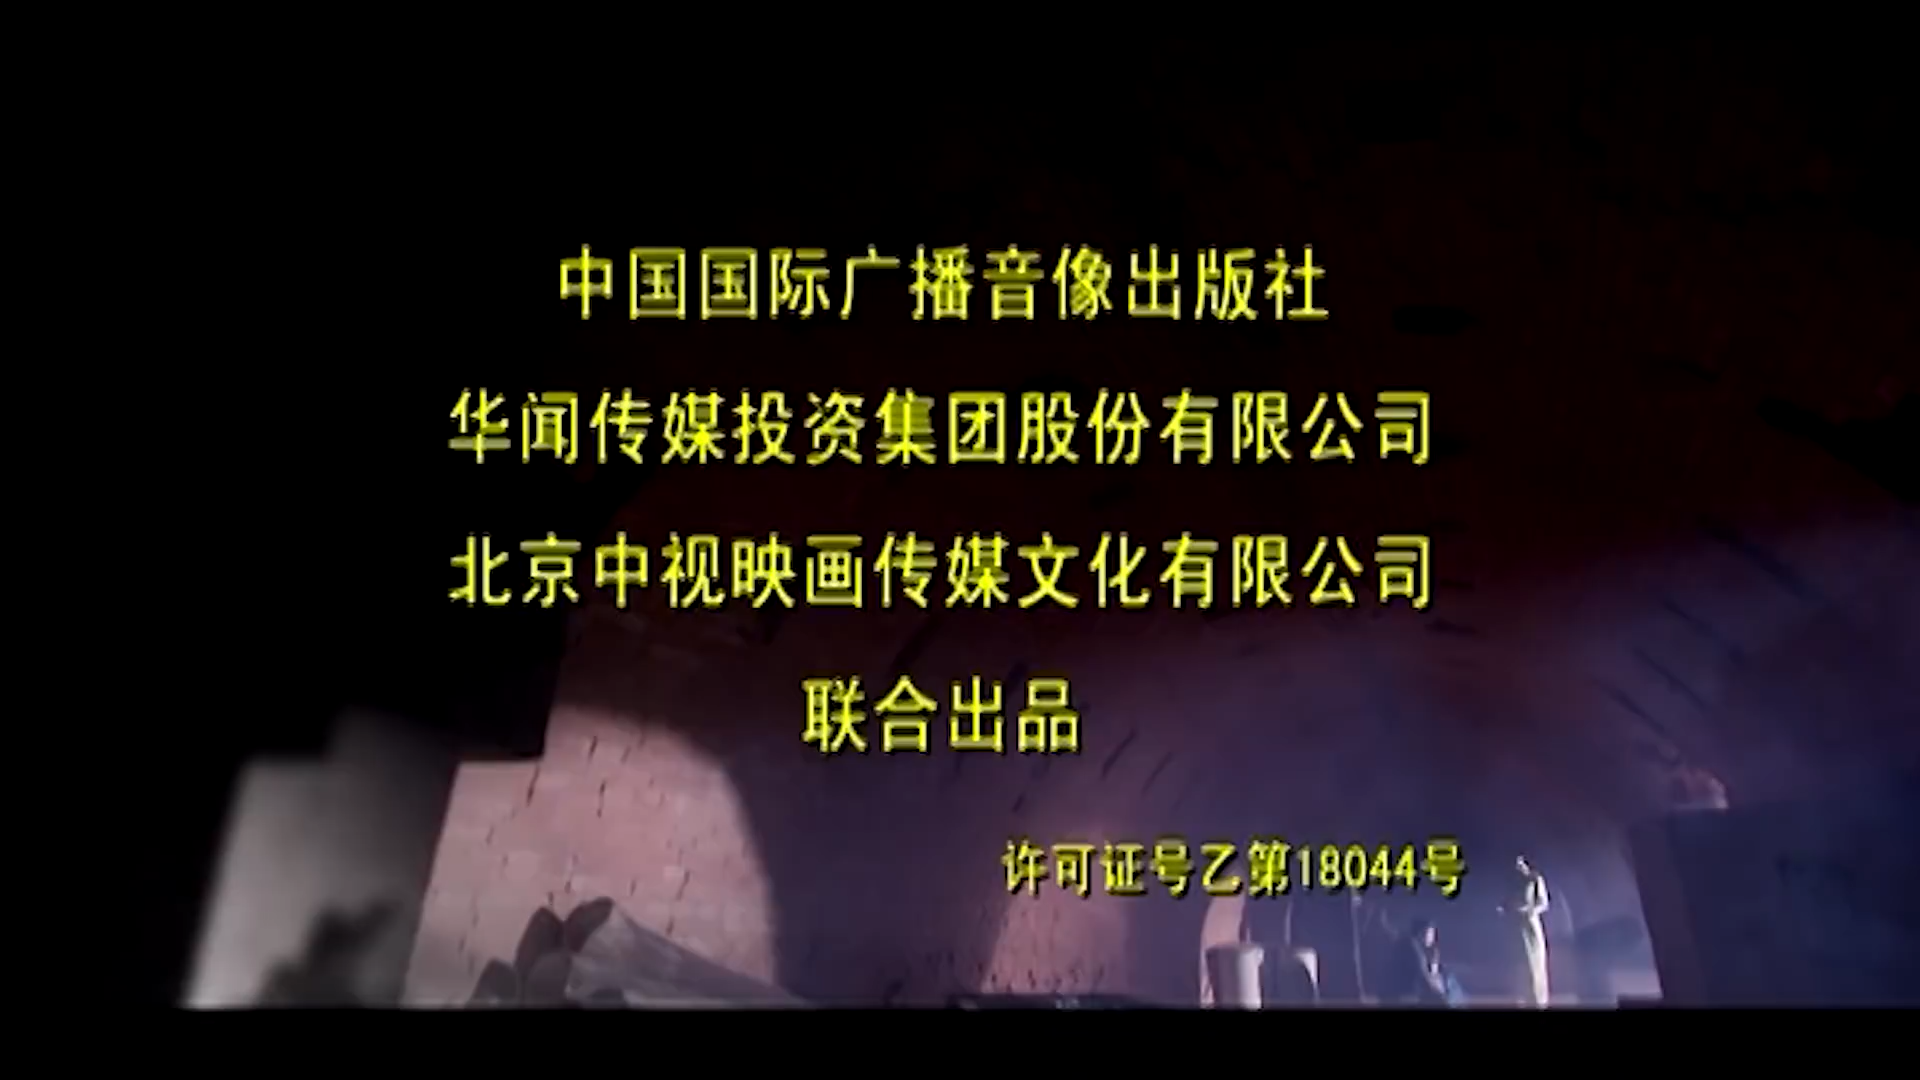 中国国际广播音像出版社
华闻传媒投资集团股份有限公司
北京中视映画传媒文化有限公司
联合出品
许可证号乙第18044号